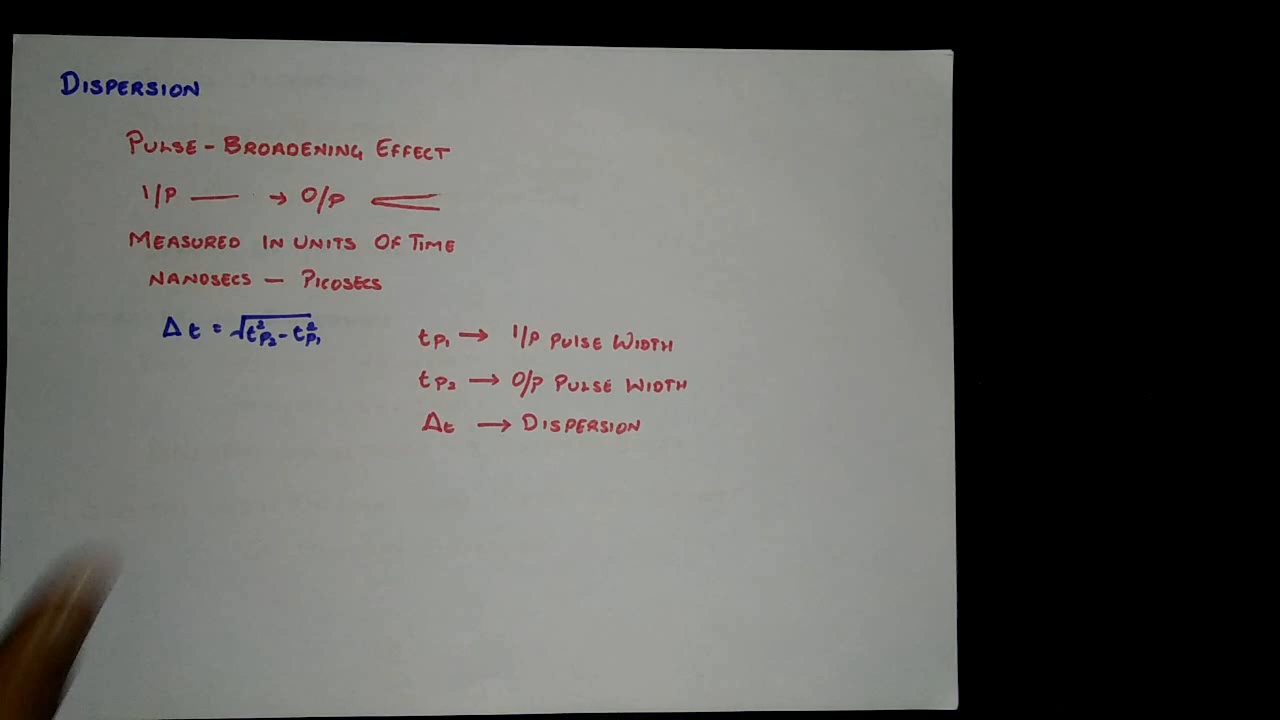 DISPERSION
PULSE - BROADENING EFFECT
I/P — → O/P
MEASURED IN UNITS OF TIME
NANOSECS — PICOSECS
Δt = √t²p₂ - t²p₁
tp₁ → I/P PULSE WIDTH
tp₂ → O/P PULSE WIDTH
Δt → DISPERSION